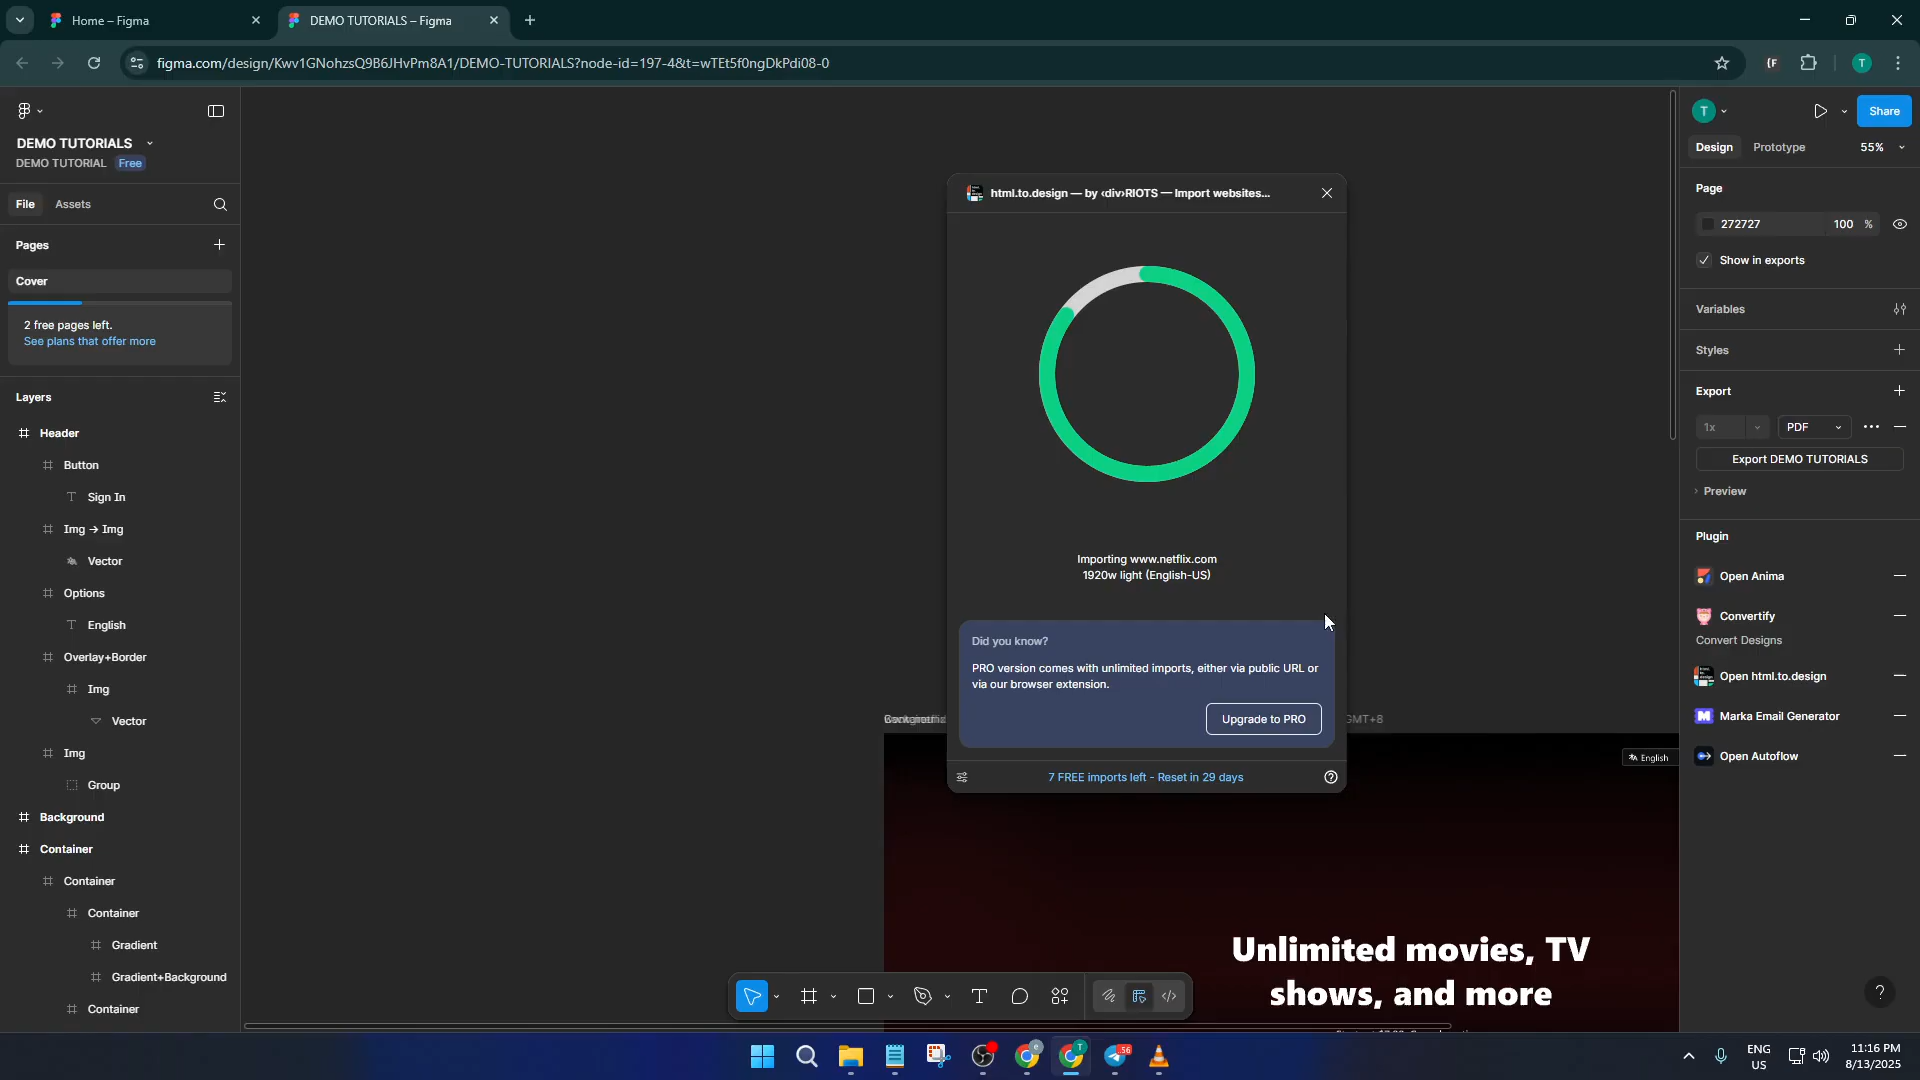 Home – Figma
DEMO TUTORIALS – Figma
figma.com/design/Kwv1GNohzsQ9B6JHvPm8A1/DEMO-TUTORIALS?node-id=197-4&t=wTEt5f0ngDkPdi08-0
T
DEMO TUTORIALS
DEMO TUTORIAL Free
File Assets
Pages
Cover
2 free pages left.
See plans that offer more
Layers
Header
Button
Sign In
Img → Img
Vector
Options
English
Overlay+Border
Img
Vector
Img
Group
Background
Container
Container
Container
Gradient
Gradient+Background
Container
html.to.design — by ‹div›RIOTS — Import websites...
Importing www.netflix.com
1920w light (English-US)
Did you know?
PRO version comes with unlimited imports, either via public URL or
via our browser extension.
Upgrade to PRO
7 FREE imports left - Reset in 29 days
GMT+8
English
Unlimited movies, TV
shows, and more
T
Share
Design Prototype 55%
Page
272727 100 %
Show in exports
Variables
Styles
Export
1x PDF
Export DEMO TUTORIALS
Preview
Plugin
Open Anima
Convertify
Convert Designs
Open html.to.design
Marka Email Generator
Open Autoflow
?
56
ENG
US
11:16 PM
8/13/2025